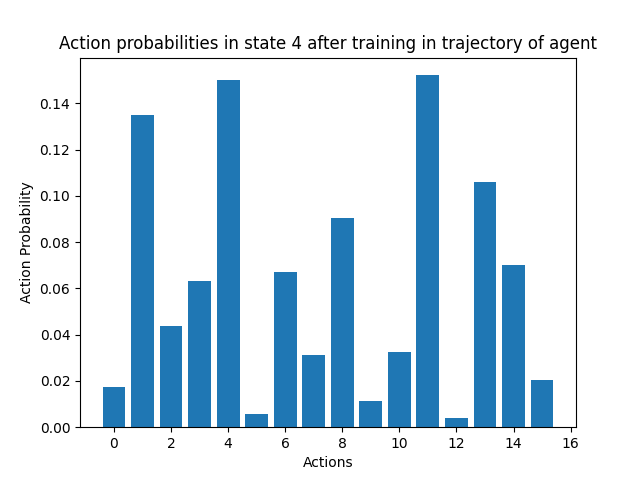 Action probabilities in state 4 after training in trajectory of agent
0.14
0.12
0.10
0.08
0.06
0.04
0.02
0.00
Action Probability
0 2 4 6 8 10 12 14 16
Actions